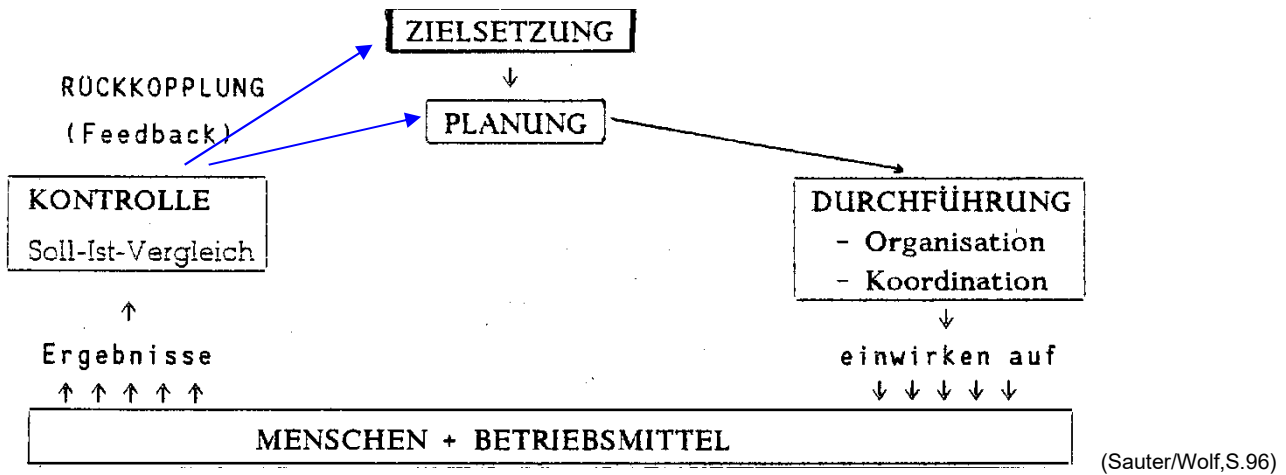 ZIELSETZUNG
RÜCKKOPPLUNG
(Feedback)
PLANUNG
KONTROLLE
Soll-Ist-Vergleich
DURCHFÜHRUNG
- Organisation
- Koordination
Ergebnisse
einwirken auf
MENSCHEN + BETRIEBSMITTEL
(Sauter/Wolf,S.96)